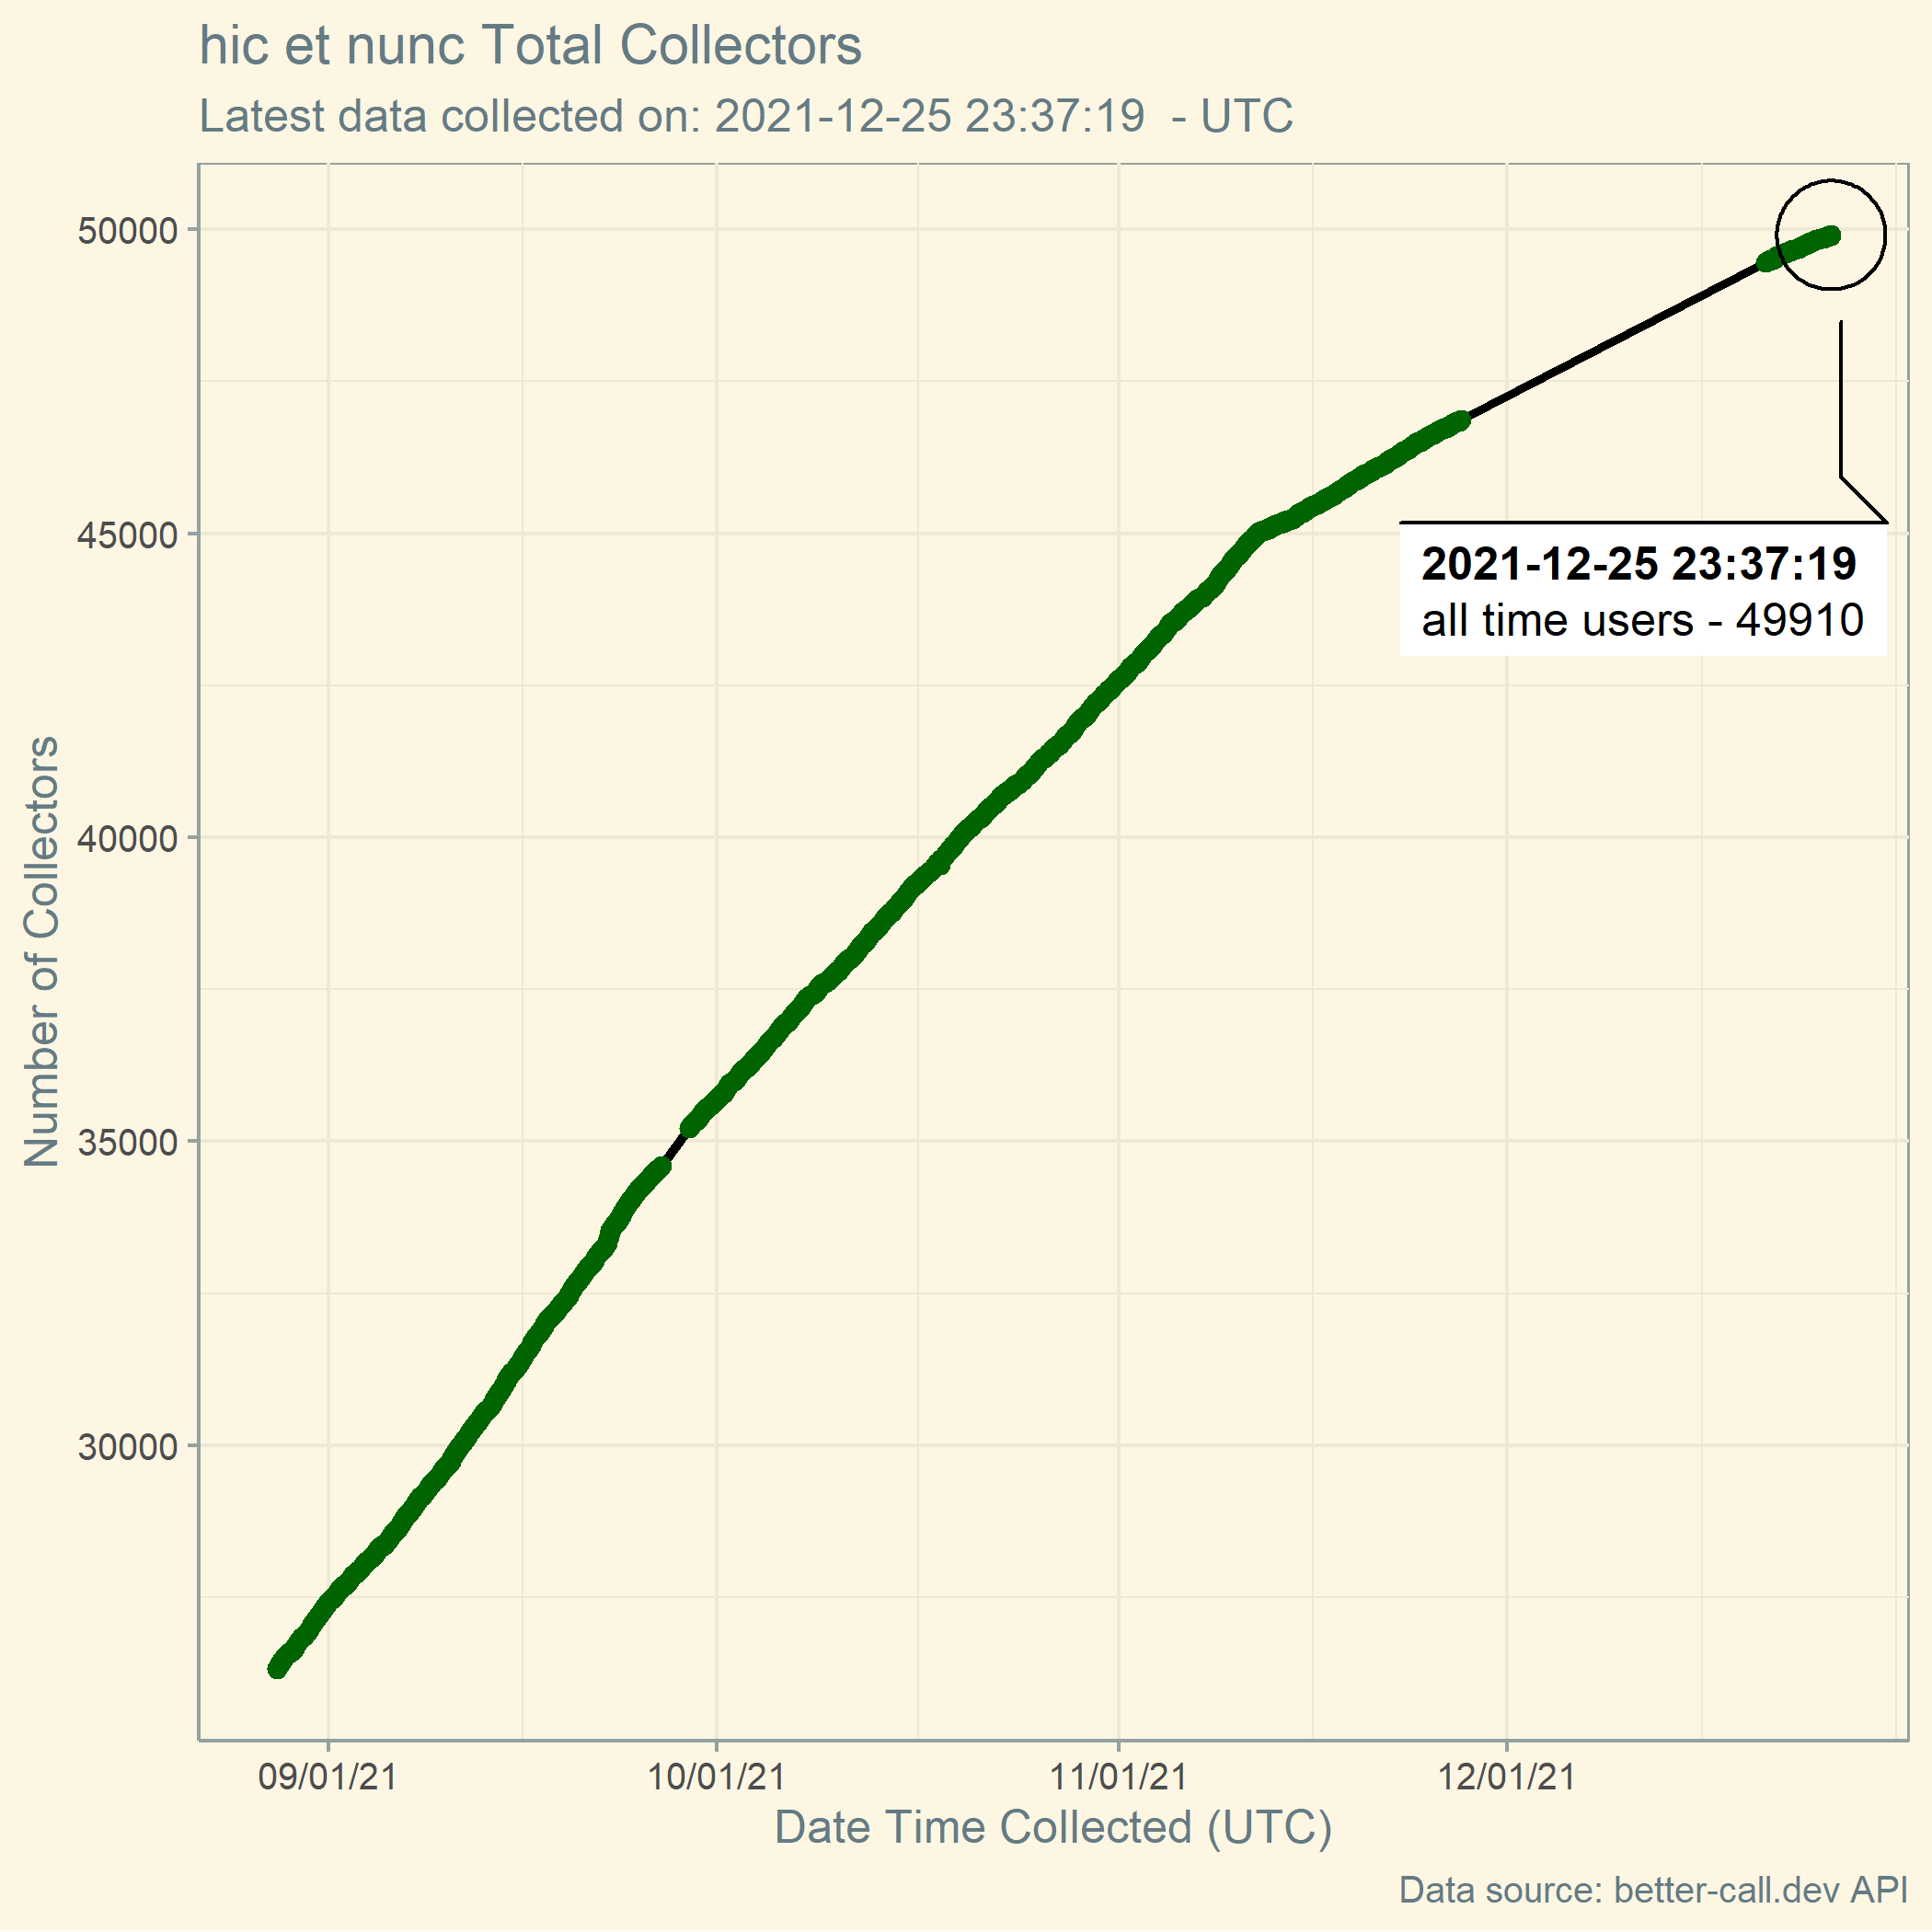 hic et nunc Total Collectors
Latest data collected on: 2021-12-25 23:37:19  - UTC
50000
45000
40000
35000
30000
Number of Collectors
2021-12-25 23:37:19
all time users - 49910
09/01/21
10/01/21
11/01/21
12/01/21
Date Time Collected (UTC)
Data source: better-call.dev API